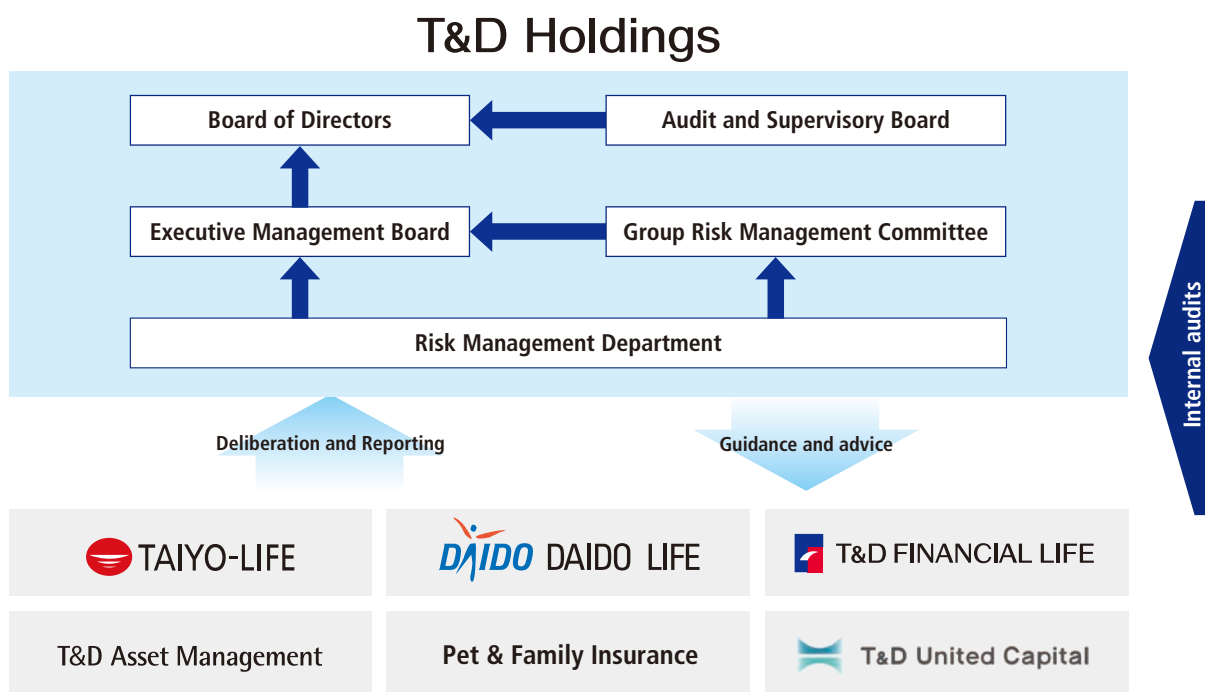 T&D Holdings
Board of Directors
Audit and Supervisory Board
Executive Management Board
Group Risk Management Committee
Risk Management Department
Internal audits
Deliberation and Reporting
Guidance and advice
TAIYO-LIFE
DAIDO DAIDO LIFE
T&D FINANCIAL LIFE
T&D Asset Management
Pet & Family Insurance
T&D United Capital